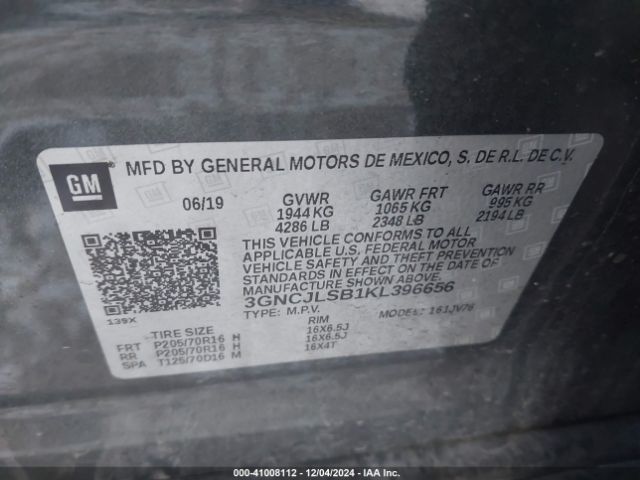 GM
MFD BY GENERAL MOTORS DE MEXICO, S. DE R.L. DE C.V.
06/19 GVWR GAWR FRT GAWR RR
1944 KG 1065 KG 995 KG
4286 LB 2348 LB 2194 LB
THIS VEHICLE CONFORMS TO ALL
APPLICABLE U.S. FEDERAL MOTOR
VEHICLE SAFETY AND THEFT PREVENTION
STANDARDS IN EFFECT ON THE DATE OF
MANUFACTURE SHOWN ABOVE.
3GNCJLSB1KL396656
TYPE: M.P.V. MODEL: 1G1JV76
139X
TIRE SIZE RIM
FRT P205/70R16 H 16X6.5J
RR P205/70R16 H 16X6.5J
SPA T125/70D16 M 16X4T
000-41008112 - 12/04/2024 - IAA Inc.